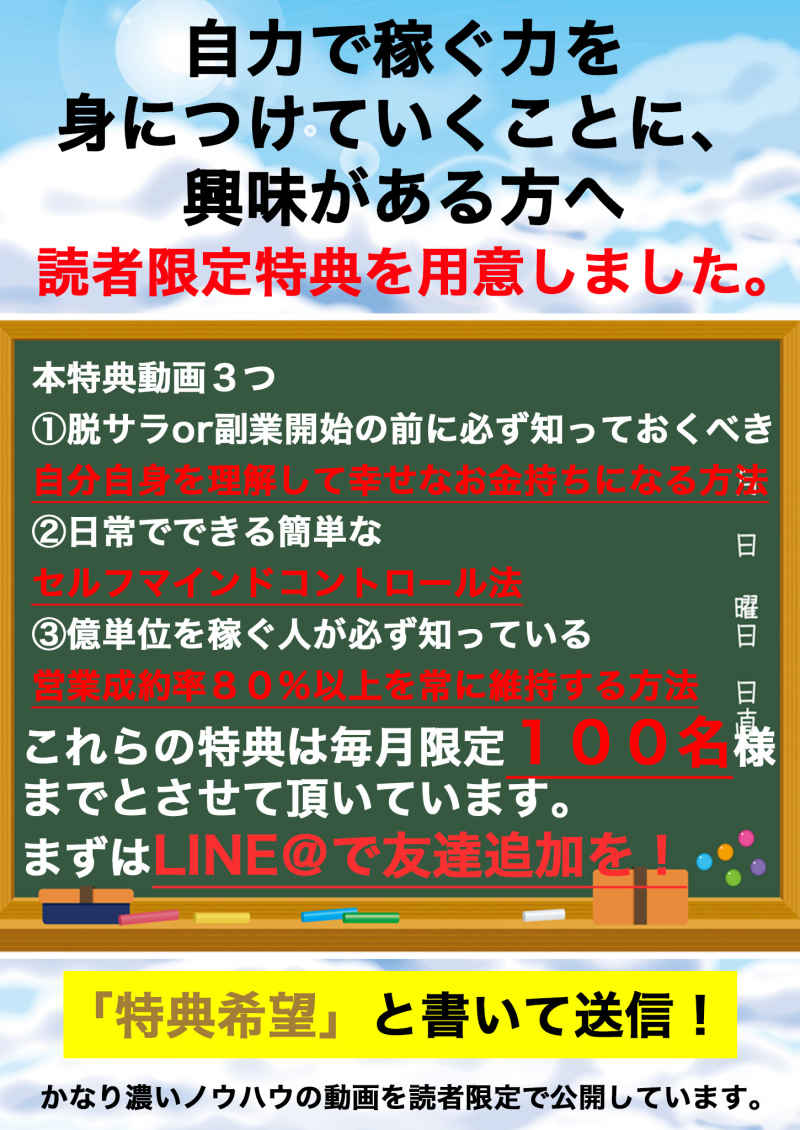 自力で稼ぐ力を
身につけていくことに、
興味がある方へ
読者限定特典を用意しました。
本特典動画３つ
①脱サラor副業開始の前に必ず知っておくべき
自分自身を理解して幸せなお金持ちになる方法
②日常でできる簡単な
セルフマインドコントロール法
③億単位を稼ぐ人が必ず知っている
営業成約率８０％以上を常に維持する方法
これらの特典は毎月限定１００名様
までとさせて頂いています。
まずはLINE＠で友達追加を！
日
曜
日
日
直
「特典希望」と書いて送信！
かなり濃いノウハウの動画を読者限定で公開しています。